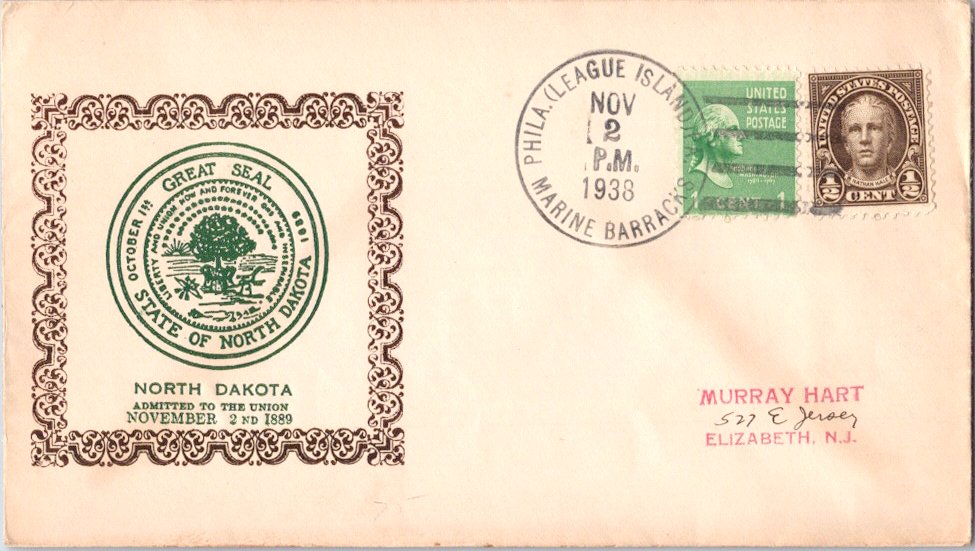 GREAT SEAL
OCTOBER 1ST
1889
STATE OF NORTH DAKOTA
LIBERTY AND UNION NOW AND FOREVER ONE AND INSEPARABLE
NORTH DAKOTA
ADMITTED TO THE UNION
NOVEMBER 2 ND 1889
PHILA. (LEAGUE ISLAND)
NOV
2
P.M.
1938
MARINE BARRACKS
UNITED
STATES
POSTAGE
1 CENT 1
UNITED STATES POSTAGE
NATHAN HALE
1/2 CENT 1/2
MURRAY HART
527 E Jersey
ELIZABETH, N.J.